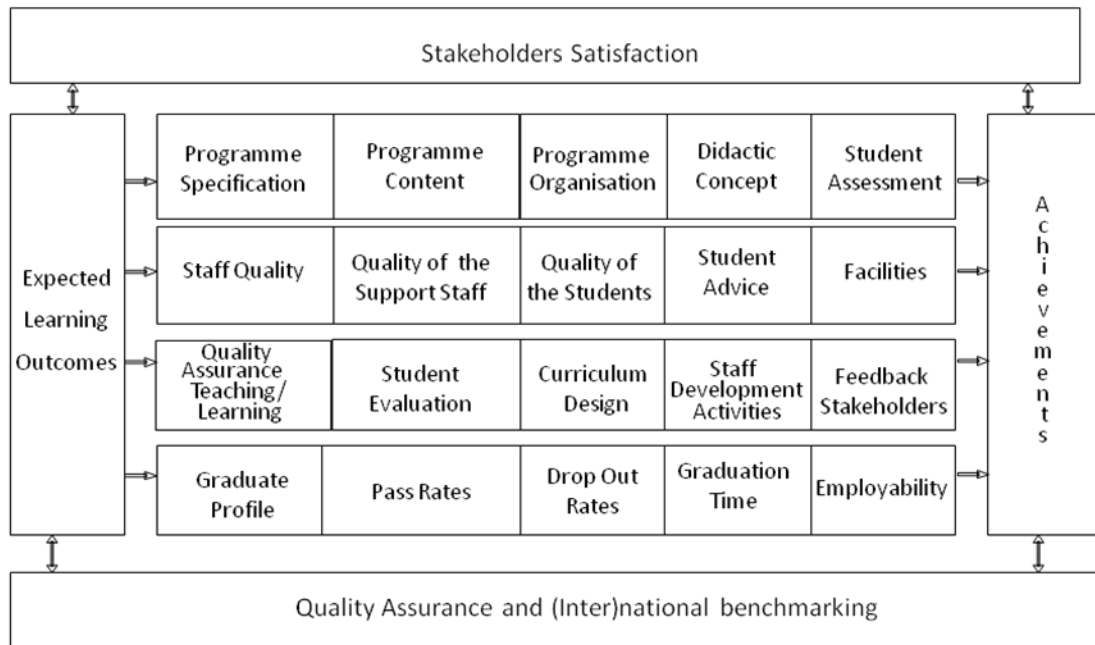 Stakeholders Satisfaction
Expected
Learning
Outcomes
Programme
Specification
Programme
Content
Programme
Organisation
Didactic
Concept
Student
Assessment
Staff Quality
Quality of the
Support Staff
Quality of
the Students
Student
Advice
Facilities
Quality
Assurance
Teaching/
Learning
Student
Evaluation
Curriculum
Design
Staff
Development
Activities
Feedback
Stakeholders
Graduate
Profile
Pass Rates
Drop Out
Rates
Graduation
Time
Employability
Achievements
Quality Assurance and (Inter)national benchmarking